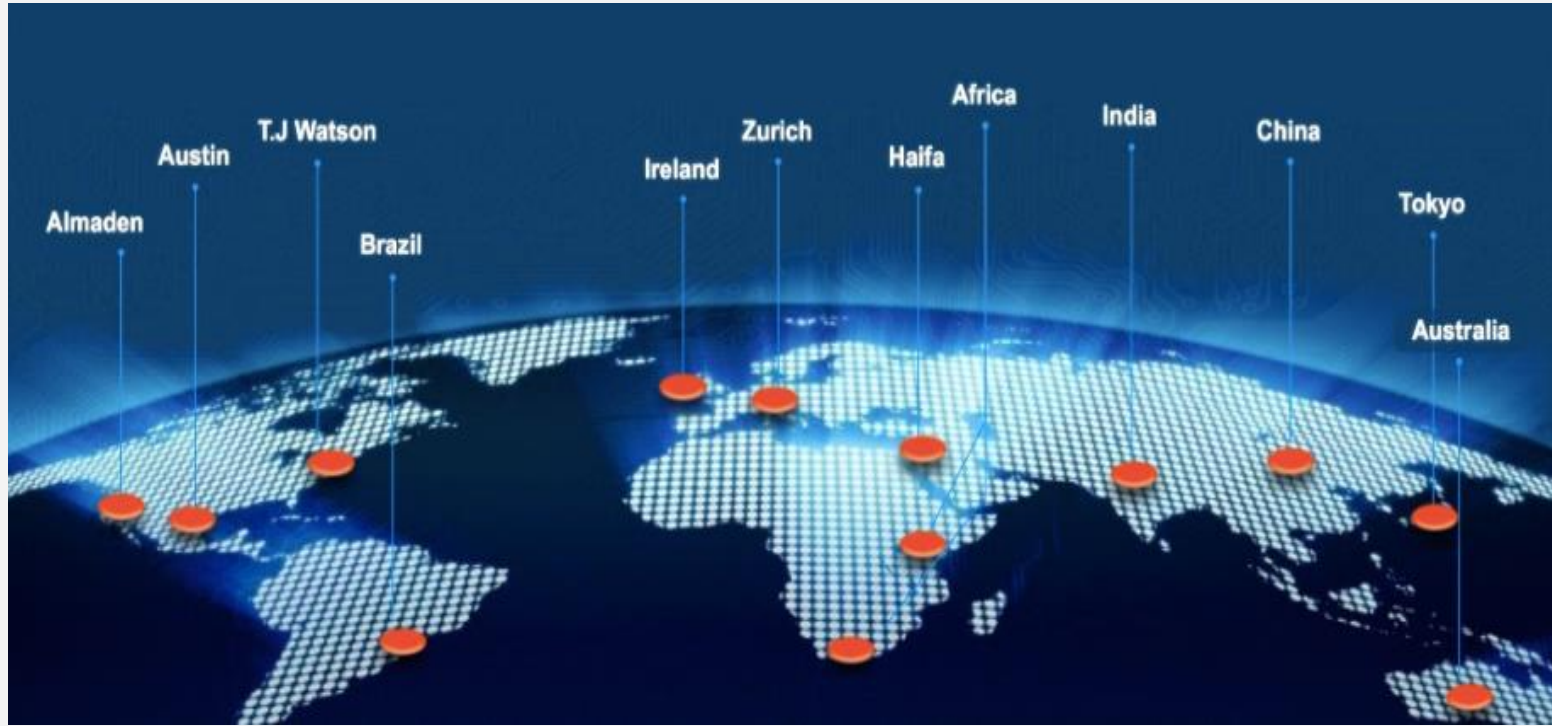 Almaden
Austin
T.J Watson
Brazil
Ireland
Zurich
Haifa
Africa
India
China
Tokyo
Australia